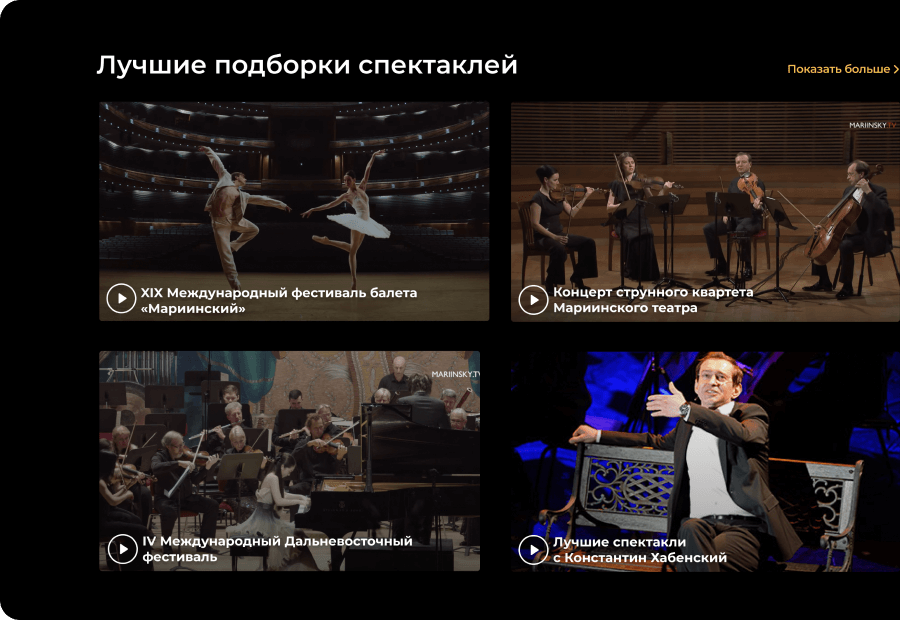 Лучшие подборки спектаклей
Показать больше
MARIINSKY.TV
XIX Международный фестиваль балета
«Мариинский»
Концерт струнного квартета
Мариинского театра
MARIINSKY.TV
IV Международный Дальневосточный
фестиваль
Лучшие спектакли
с Константин Хабенский